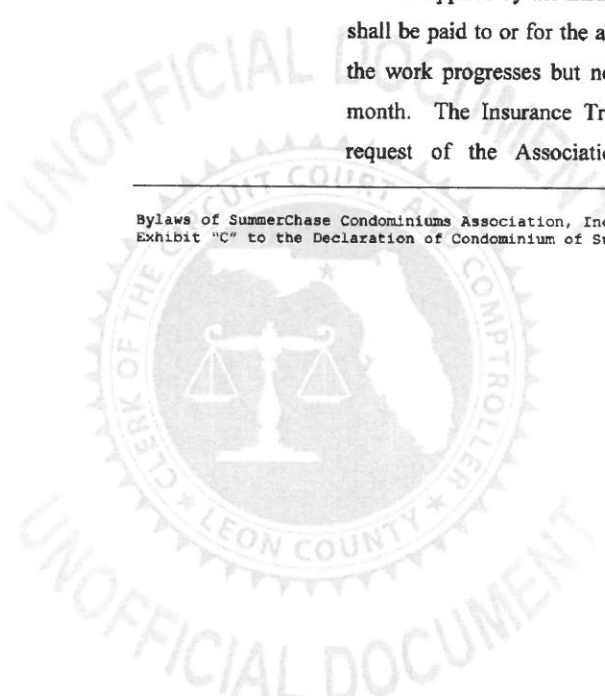 shall be paid to or for the a
the work progresses but n
month. The Insurance Tr
request of the Associati
Bylaws of SummerChase Condominiums Association, Inc
Exhibit "C" to the Declaration of Condominium of Su
UNOFFICIAL DOCUMENT
CLERK OF THE CIRCUIT COURT AND COMPTROLLER
LEON COUNTY
UNOFFICIAL DOCUMENT